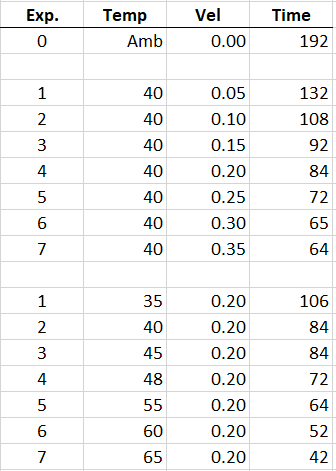 Exp. Temp Vel Time
0 Amb 0.00 192
1 40 0.05 132
2 40 0.10 108
3 40 0.15 92
4 40 0.20 84
5 40 0.25 72
6 40 0.30 65
7 40 0.35 64
1 35 0.20 106
2 40 0.20 84
3 45 0.20 84
4 48 0.20 72
5 55 0.20 64
6 60 0.20 52
7 65 0.20 42